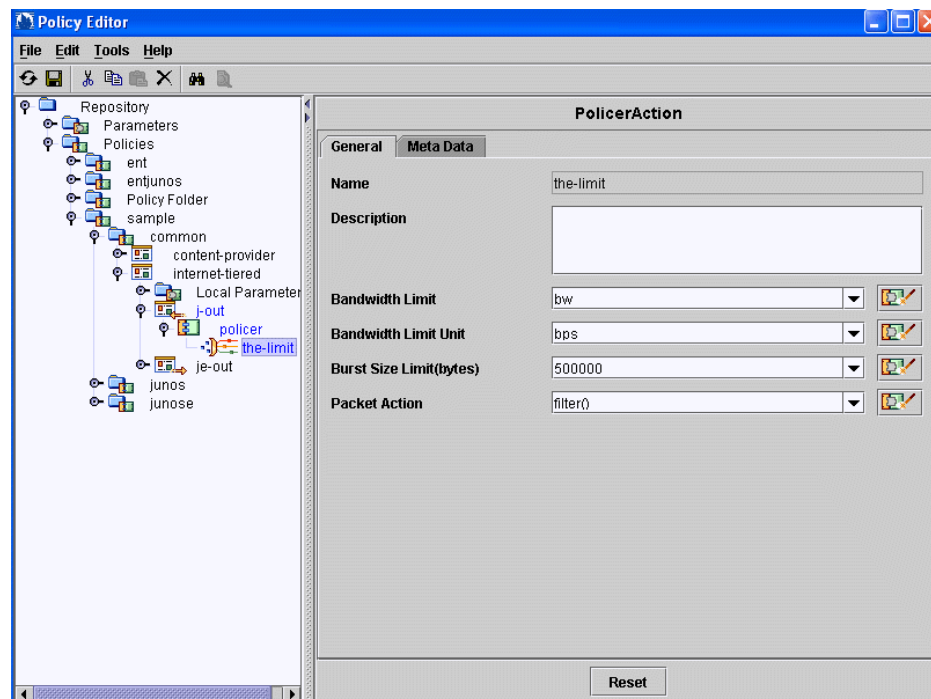 Policy Editor
File Edit Tools Help
Repository
Parameters
Policies
ent
entjunos
Policy Folder
sample
common
content-provider
internet-tiered
Local Parameter
j-out
policer
the-limit
je-out
junos
junose
PolicerAction
General Meta Data
Name the-limit
Description
Bandwidth Limit bw
Bandwidth Limit Unit bps
Burst Size Limit(bytes) 500000
Packet Action filter()
Reset